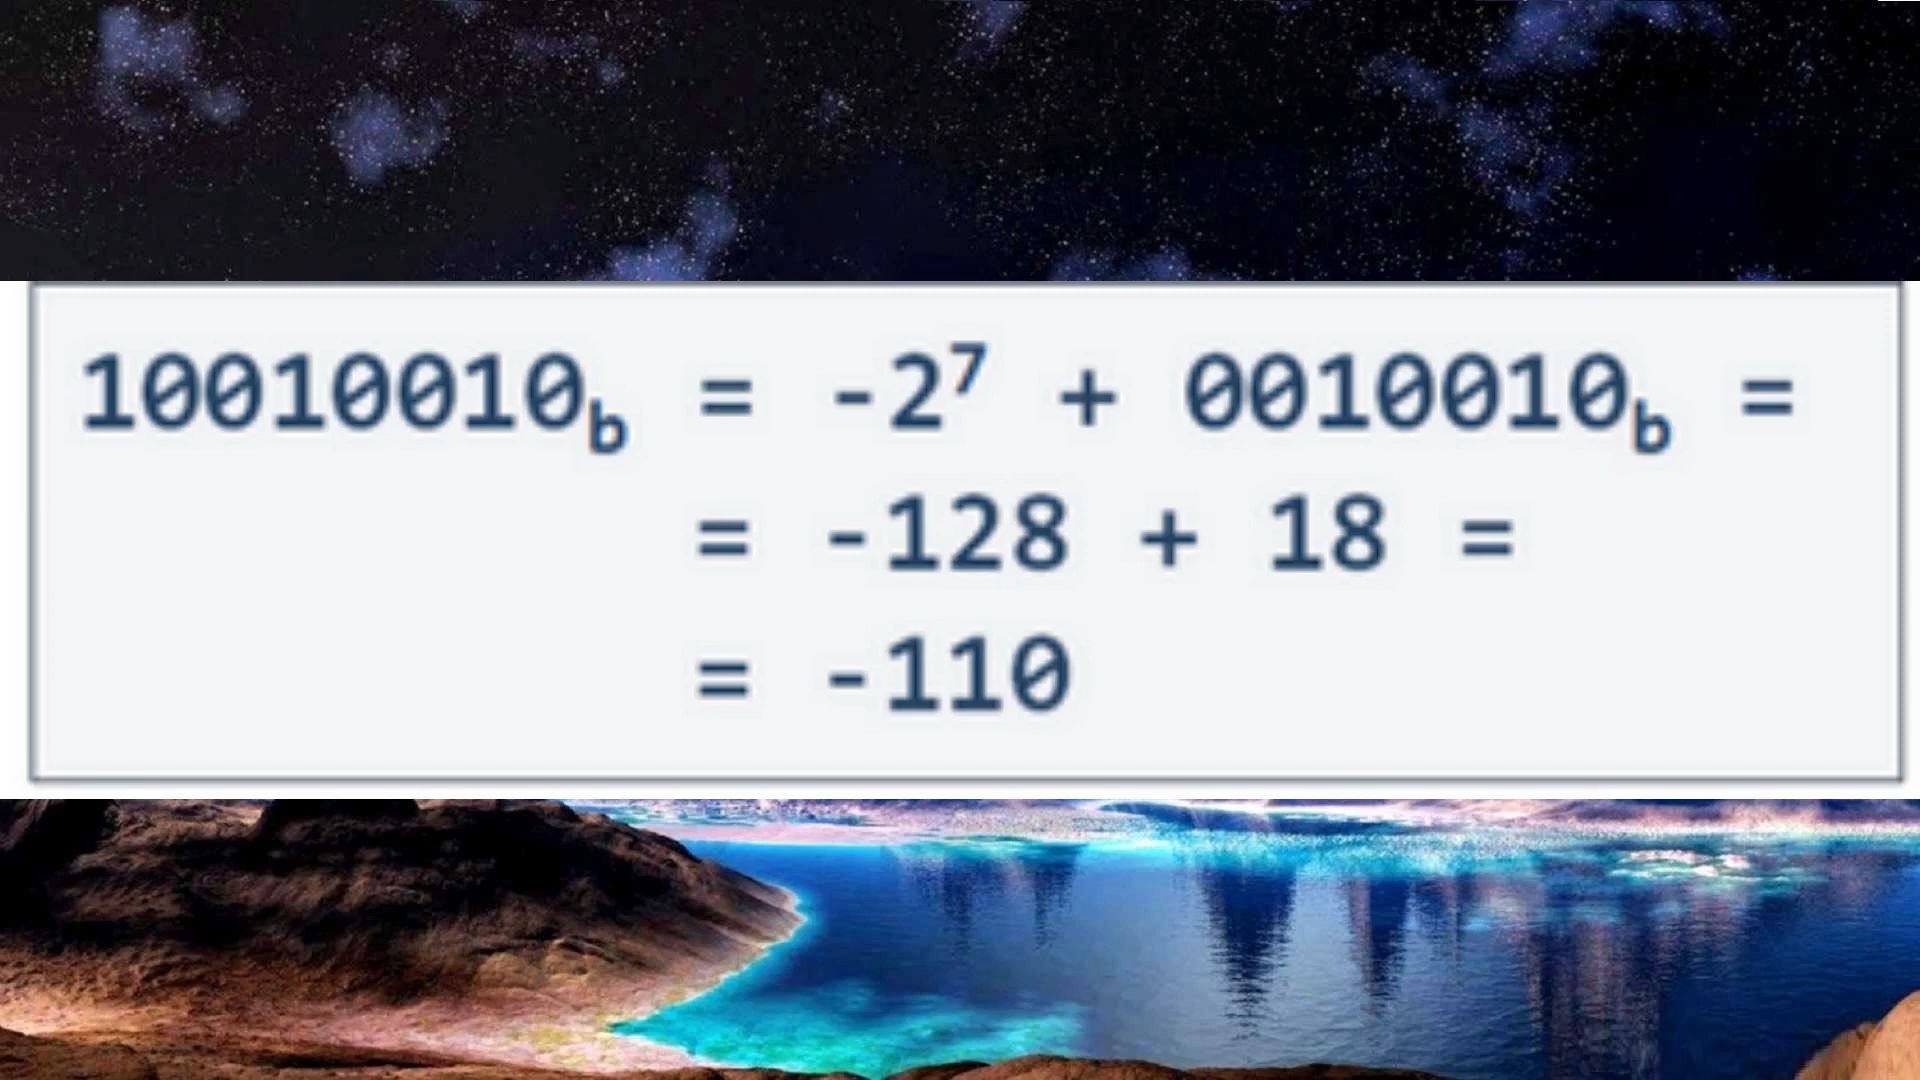 10010010b = -2⁷ + 0010010b =
= -128 + 18 =
= -110